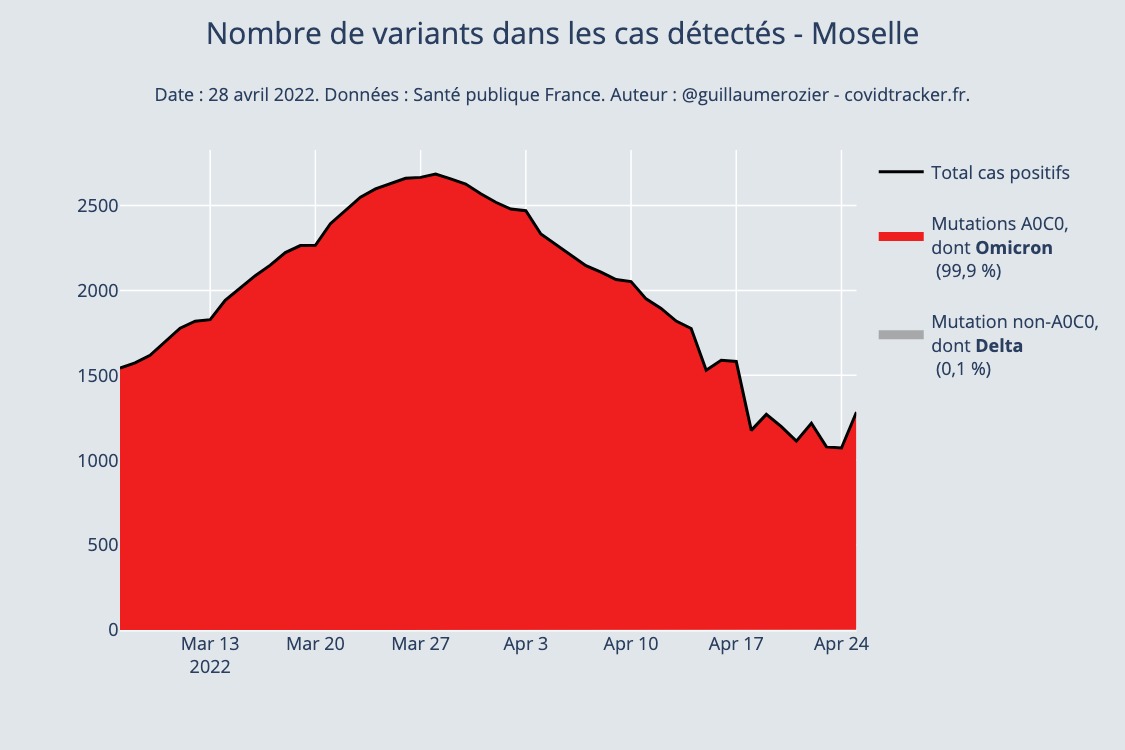 Nombre de variants dans les cas détectés - Moselle
Date : 28 avril 2022. Données : Santé publique France. Auteur : @guillaumerozier - covidtracker.fr.
Total cas positifs
Mutations A0C0,
dont Omicron
(99,9 %)
Mutation non-A0C0,
dont Delta
(0,1 %)
2500
2000
1500
1000
500
0
Mar 13
2022
Mar 20
Mar 27
Apr 3
Apr 10
Apr 17
Apr 24